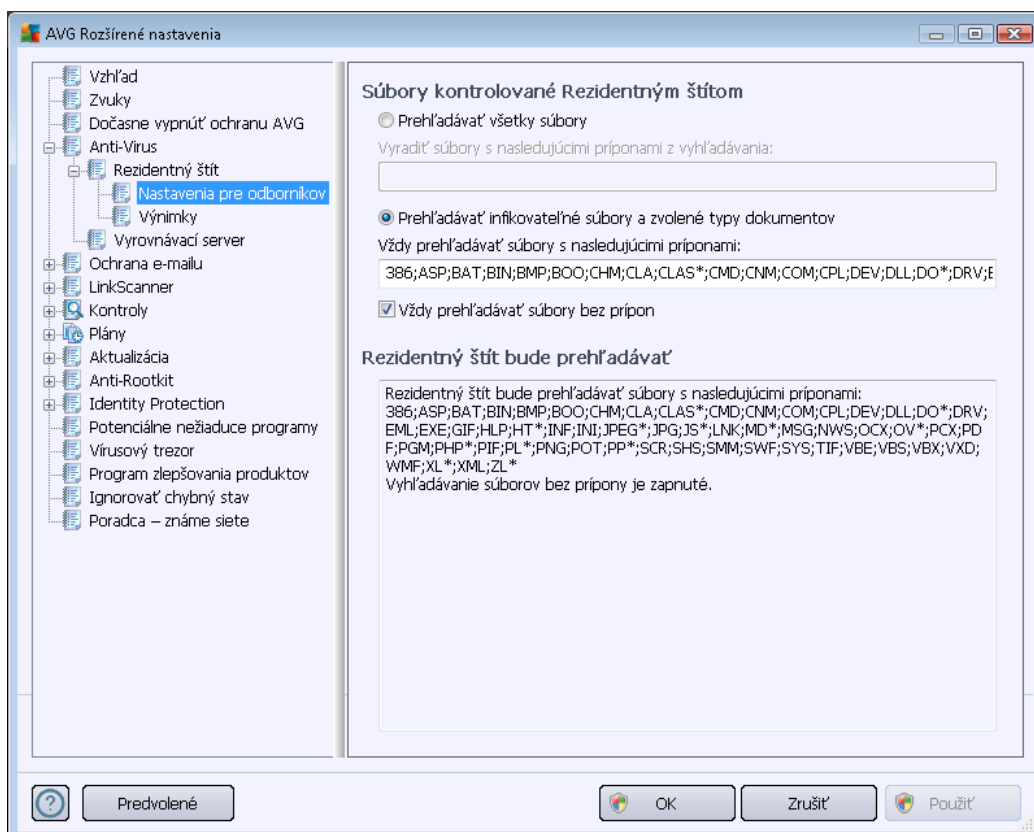 AVG Rozšírené nastavenia
Vzhľad
Zvuky
Dočasne vypnúť ochranu AVG
Anti-Virus
Rezidentný štít
Nastavenia pre odborníkov
Výnimky
Vyrovnávací server
Ochrana e-mailu
LinkScanner
Kontroly
Plány
Aktualizácia
Anti-Rootkit
Identity Protection
Potenciálne nežiaduce programy
Vírusový trezor
Program zlepšovania produktov
Ignorovať chybný stav
Poradca – známe siete
Súbory kontrolované Rezidentným štítom
Prehľadávať všetky súbory
Vyradiť súbory s nasledujúcimi príponami z vyhľadávania:
Prehľadávať infikovateľné súbory a zvolené typy dokumentov
Vždy prehľadávať súbory s nasledujúcimi príponami:
386;ASP;BAT;BIN;BMP;BOO;CHM;CLA;CLAS*;CMD;CNM;COM;CPL;DEV;DLL;DO*;DRV;E
Vždy prehľadávať súbory bez prípon
Rezidentný štít bude prehľadávať
Rezidentný štít bude prehľadávať súbory s nasledujúcimi príponami:
386;ASP;BAT;BIN;BMP;BOO;CHM;CLA;CLAS*;CMD;CNM;COM;CPL;DEV;DLL;DO*;DRV;
EML;EXE;GIF;HLP;HT*;INF;INI;JPEG*;JPG;JS*;LNK;MD*;MSG;NWS;OCX;OV*;PCX;PD
F;PGM;PHP*;PIF;PL*;PNG;POT;PP*;SCR;SHS;SMM;SWF;SYS;TIF;VBE;VBS;VBX;VXD;
WMF;XL*;XML;ZL*
Vyhľadávanie súborov bez prípony je zapnuté.
Predvolené
OK
Zrušiť
Použiť